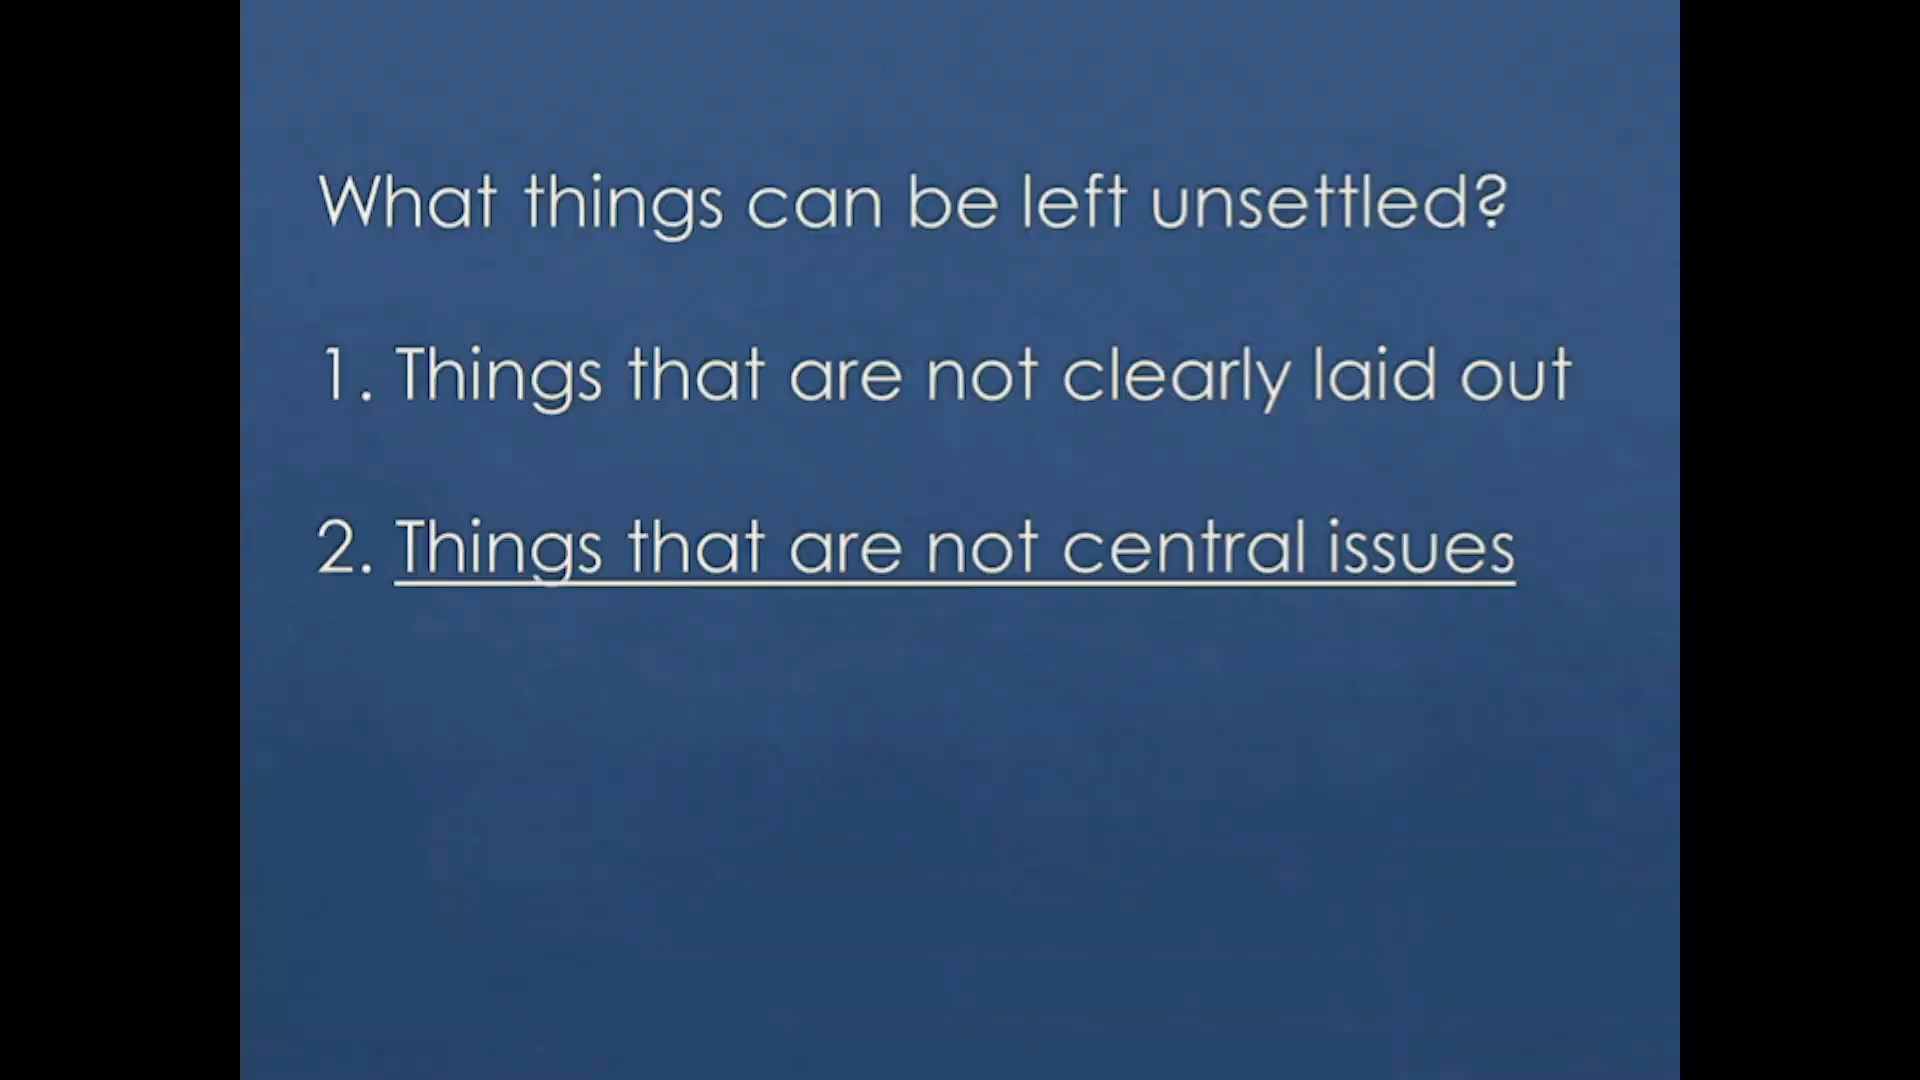 What things can be left unsettled?
1. Things that are not clearly laid out
2. Things that are not central issues